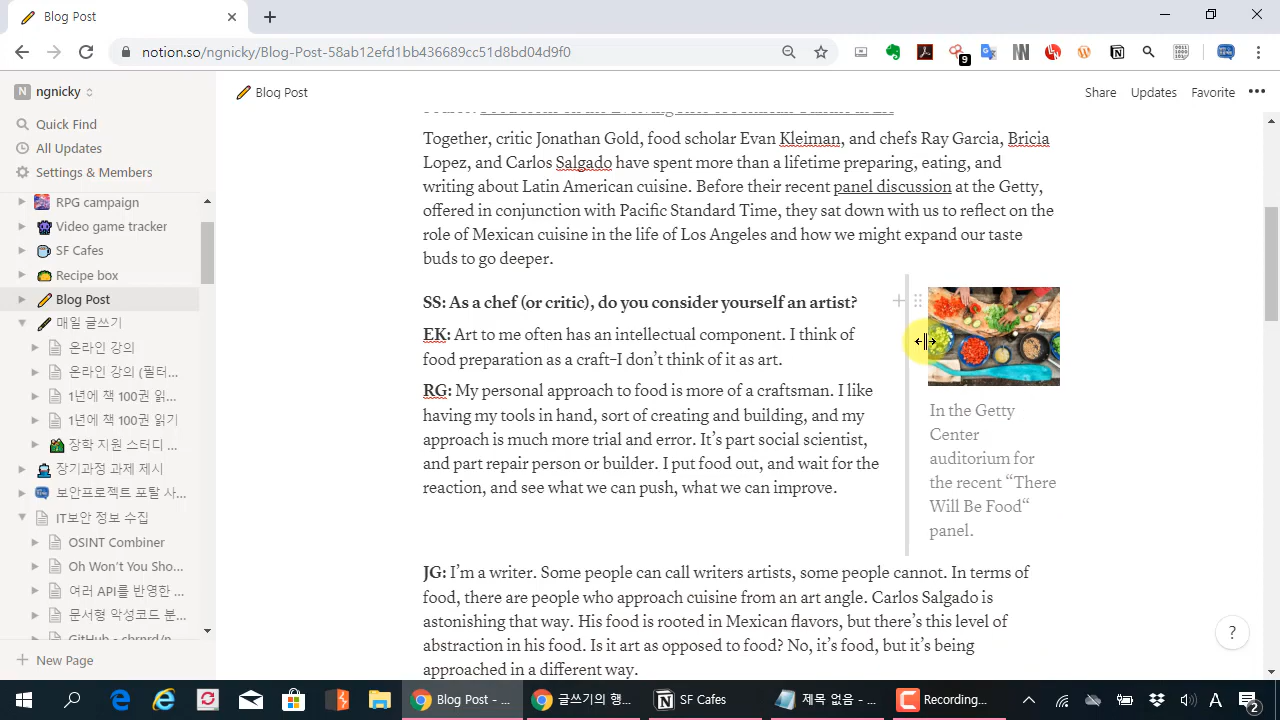 Blog Post
notion.so/ngnicky/Blog-Post-58ab12efd1bb436689cc51d8bd04d9f0
9
N ngnicky
Blog Post
Share Updates Favorite
Quick Find
All Updates
Settings & Members
RPG campaign
Video game tracker
SF Cafes
Recipe box
Blog Post
매일 글쓰기
온라인 강의
온라인 강의 (필터...
1년에 책 100권 읽...
1년에 책 100권 읽기
장학 지원 스터디 ...
장기과정 과제 제시
보안프로젝트 포탈 사...
IT보안 정보 수집
OSINT Combiner
Oh Won't You Sho...
여러 API를 반영한 ...
문서형 악성코드 분...
New Page
Together, critic Jonathan Gold, food scholar Evan Kleiman, and chefs Ray Garcia, Bricia
Lopez, and Carlos Salgado have spent more than a lifetime preparing, eating, and
writing about Latin American cuisine. Before their recent panel discussion at the Getty,
offered in conjunction with Pacific Standard Time, they sat down with us to reflect on the
role of Mexican cuisine in the life of Los Angeles and how we might expand our taste
buds to go deeper.
SS: As a chef (or critic), do you consider yourself an artist?
EK: Art to me often has an intellectual component. I think of
food preparation as a craft–I don't think of it as art.
RG: My personal approach to food is more of a craftsman. I like
having my tools in hand, sort of creating and building, and my
approach is much more trial and error. It's part social scientist,
and part repair person or builder. I put food out, and wait for the
reaction, and see what we can push, what we can improve.
In the Getty
Center
auditorium for
the recent “There
Will Be Food“
panel.
JG: I'm a writer. Some people can call writers artists, some people cannot. In terms of
food, there are people who approach cuisine from an art angle. Carlos Salgado is
astonishing that way. His food is rooted in Mexican flavors, but there's this level of
abstraction in his food. Is it art as opposed to food? No, it's food, but it's being
approached in a different way.
?
Blog Post - ...
글쓰기의 행...
SF Cafes
제목 없음 - ...
Recording...
A
2